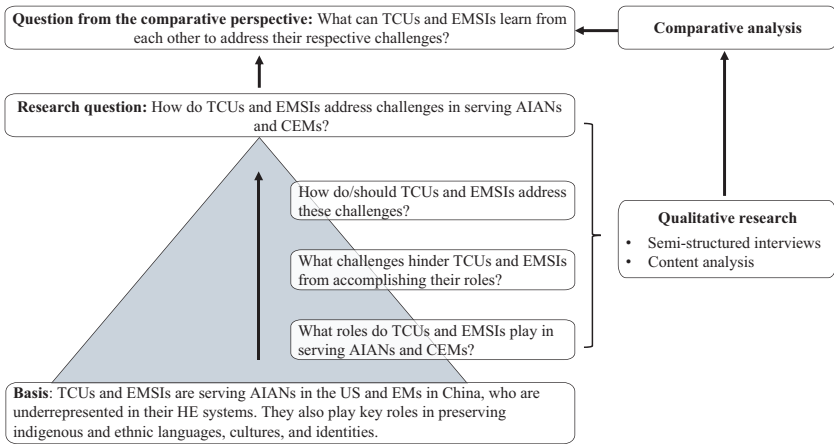 Question from the comparative perspective: What can TCUs and EMSIs learn from
each other to address their respective challenges?
Comparative analysis
Research question: How do TCUs and EMSIs address challenges in serving AIANs
and CEMs?
How do/should TCUs and EMSIs address
these challenges?
Qualitative research
• Semi-structured interviews
• Content analysis
What challenges hinder TCUs and EMSIs
from accomplishing their roles?
What roles do TCUs and EMSIs play in
serving AIANs and CEMs?
Basis: TCUs and EMSIs are serving AIANs in the US and EMs in China, who are
underrepresented in their HE systems. They also play key roles in preserving
indigenous and ethnic languages, cultures, and identities.